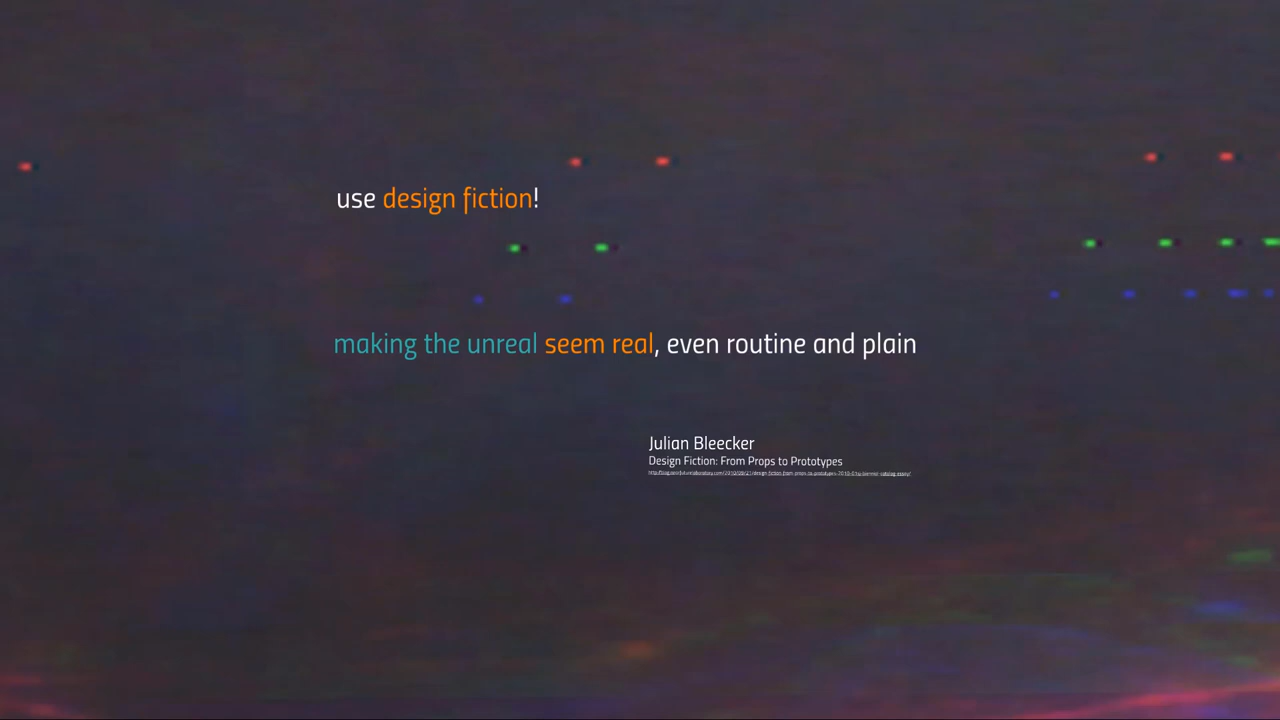 use design fiction!
making the unreal seem real, even routine and plain
Julian Bleecker
Design Fiction: From Props to Prototypes